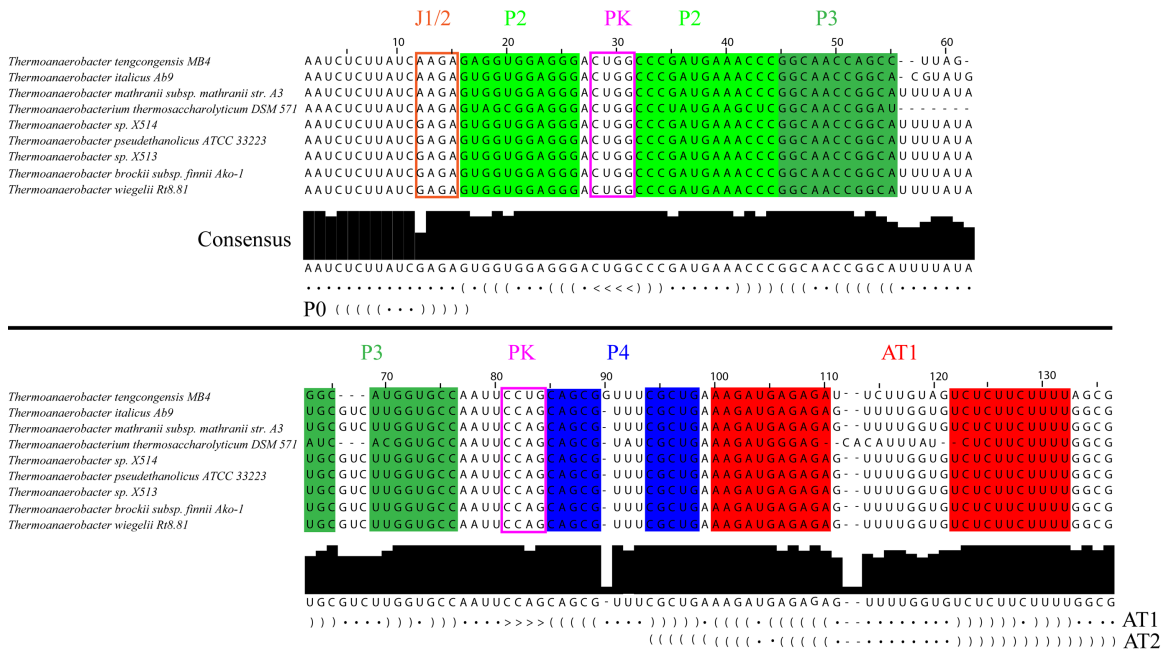 J1/2 P2 PK P2 P3
10 20 30 40 50 60
Thermoanaerobacter tengcongensis MB4 AAUCUCUUAUCAAGAGAGGUGGAGGGACUGGCCCGAUGAAACCCGGCAACCAGCC--UUAG-
Thermoanaerobacter italicus Ab9 AAUCUCUUAUCAAGAGUGGUGGAGGGACUGGCCCGAUGAAACCCGGCAACCGGCA-CGUAUG
Thermoanaerobacter mathranii subsp. mathranii str. A3 AAUCUCUUAUCAAGAGUGGUGGAGGGACUGGCCCGAUGAAACCCGGCAACCGGCAUUUUAUA
Thermoanaerobacterium thermosaccharolyticum DSM 571 AAACUCUUAUCAAGAGUAGCGGAGGGACUGGCCCUAUGAAGCUCGGCAACCGGAU-------
Thermoanaerobacter sp. X514 AAUCUCUUAUCGAGAGUGGUGGAGGGACUGGCCCGAUGAAACCCGGCAACCGGCAUUUUAUA
Thermoanaerobacter pseudethanolicus ATCC 33223 AAUCUCUUAUCGAGAGUGGUGGAGGGACUGGCCCGAUGAAACCCGGCAACCGGCAUUUUAUA
Thermoanaerobacter sp. X513 AAUCUCUUAUCGAGAGUGGUGGAGGGACUGGCCCGAUGAAACCCGGCAACCGGCAUUUUAUA
Thermoanaerobacter brockii subsp. finnii Ako-1 AAUCUCUUAUCGAGAGUGGUGGAGGGACUGGCCCGAUGAAACCCGGCAACCGGCAUUUUAUA
Thermoanaerobacter wiegelii Rt8.81 AAUCUCUUAUCGAGAGUGGUGGAGGGACUGGCCCGAUGAAACCCGGCAACCGGCAUUUUAUA
Consensus
AAUCUCUUAUCGAGAGUGGUGGAGGGACUGGCCCGAUGAAACCCGGCAACCGGCAUUUUAUA
··············(·(((···(((·<<<<)))······))))(((··(((((·······
P0 (((((···)))))
P3 PK P4 AT1
70 80 90 100 110 120 130
Thermoanaerobacter tengcongensis MB4 GGC---AUGGUGCCAAUUCCUGCAGCGGUUUCGCUGAAAGAUGAGAGAU--UCUUGUAGUCUCUUCUUUUAGCG
Thermoanaerobacter italicus Ab9 UGCGUCUUGGUGCCAAUUCCAGCAGCG-UUUCGCUGAAAGAUGAGAGAG--UUUUGGUGUCUCUUCUUUUGGCG
Thermoanaerobacter mathranii subsp. mathranii str. A3 UGCGUCUUGGUGCCAAUUCCAGCAGCG-UUUCGCUGAAAGAUGAGAGAG--UUUUGGUGUCUCUUCUUUUGGCG
Thermoanaerobacterium thermosaccharolyticum DSM 571 AUC---ACGGUGCCAAUUCCAGCAGCG-UAUCGCUGAAAGAUGGGAG--CACAUUUAU--CUCUUCUUUUGGCG
Thermoanaerobacter sp. X514 UGCGUCUUGGUGCCAAUUCCAGCAGCG-UUUCGCUGAAAGAUGAGAGAG--UUUUGGUGUCUCUUCUUUUGGCG
Thermoanaerobacter pseudethanolicus ATCC 33223 UGCGUCUUGGUGCCAAUUCCAGCAGCG-UUUCGCUGAAAGAUGAGAGAG--UUUUGGUGUCUCUUCUUUUGGCG
Thermoanaerobacter sp. X513 UGCGUCUUGGUGCCAAUUCCAGCAGCG-UUUCGCUGAAAGAUGAGAGAG--UUUUGGUGUCUCUUCUUUUGGCG
Thermoanaerobacter brockii subsp. finnii Ako-1 UGCGUCUUGGUGCCAAUUCCAGCAGCG-UUUCGCUGAAAGAUGAGAGAG--UUUUGGUGUCUCUUCUUUUGGCG
Thermoanaerobacter wiegelii Rt8.81 UGCGUCUUGGUGCCAAUUCCAGCAGCG-UUUCGCUGAAAGAUGAGAGAG--UUUUGGUGUCUCUUCUUUUGGCG
UGCGUCUUGGUGCCAAUUCCAGCAGCG-UUUCGCUGAAAGAUGAGAGAG--UUUUGGUGUCUCUUCUUUUGGCG
)))····))··)))····>>>>(((((·-···)))))·((((·((((((·--········))))))))))···· AT1
((((((((((··((((((·--········))))))))))))))) AT2